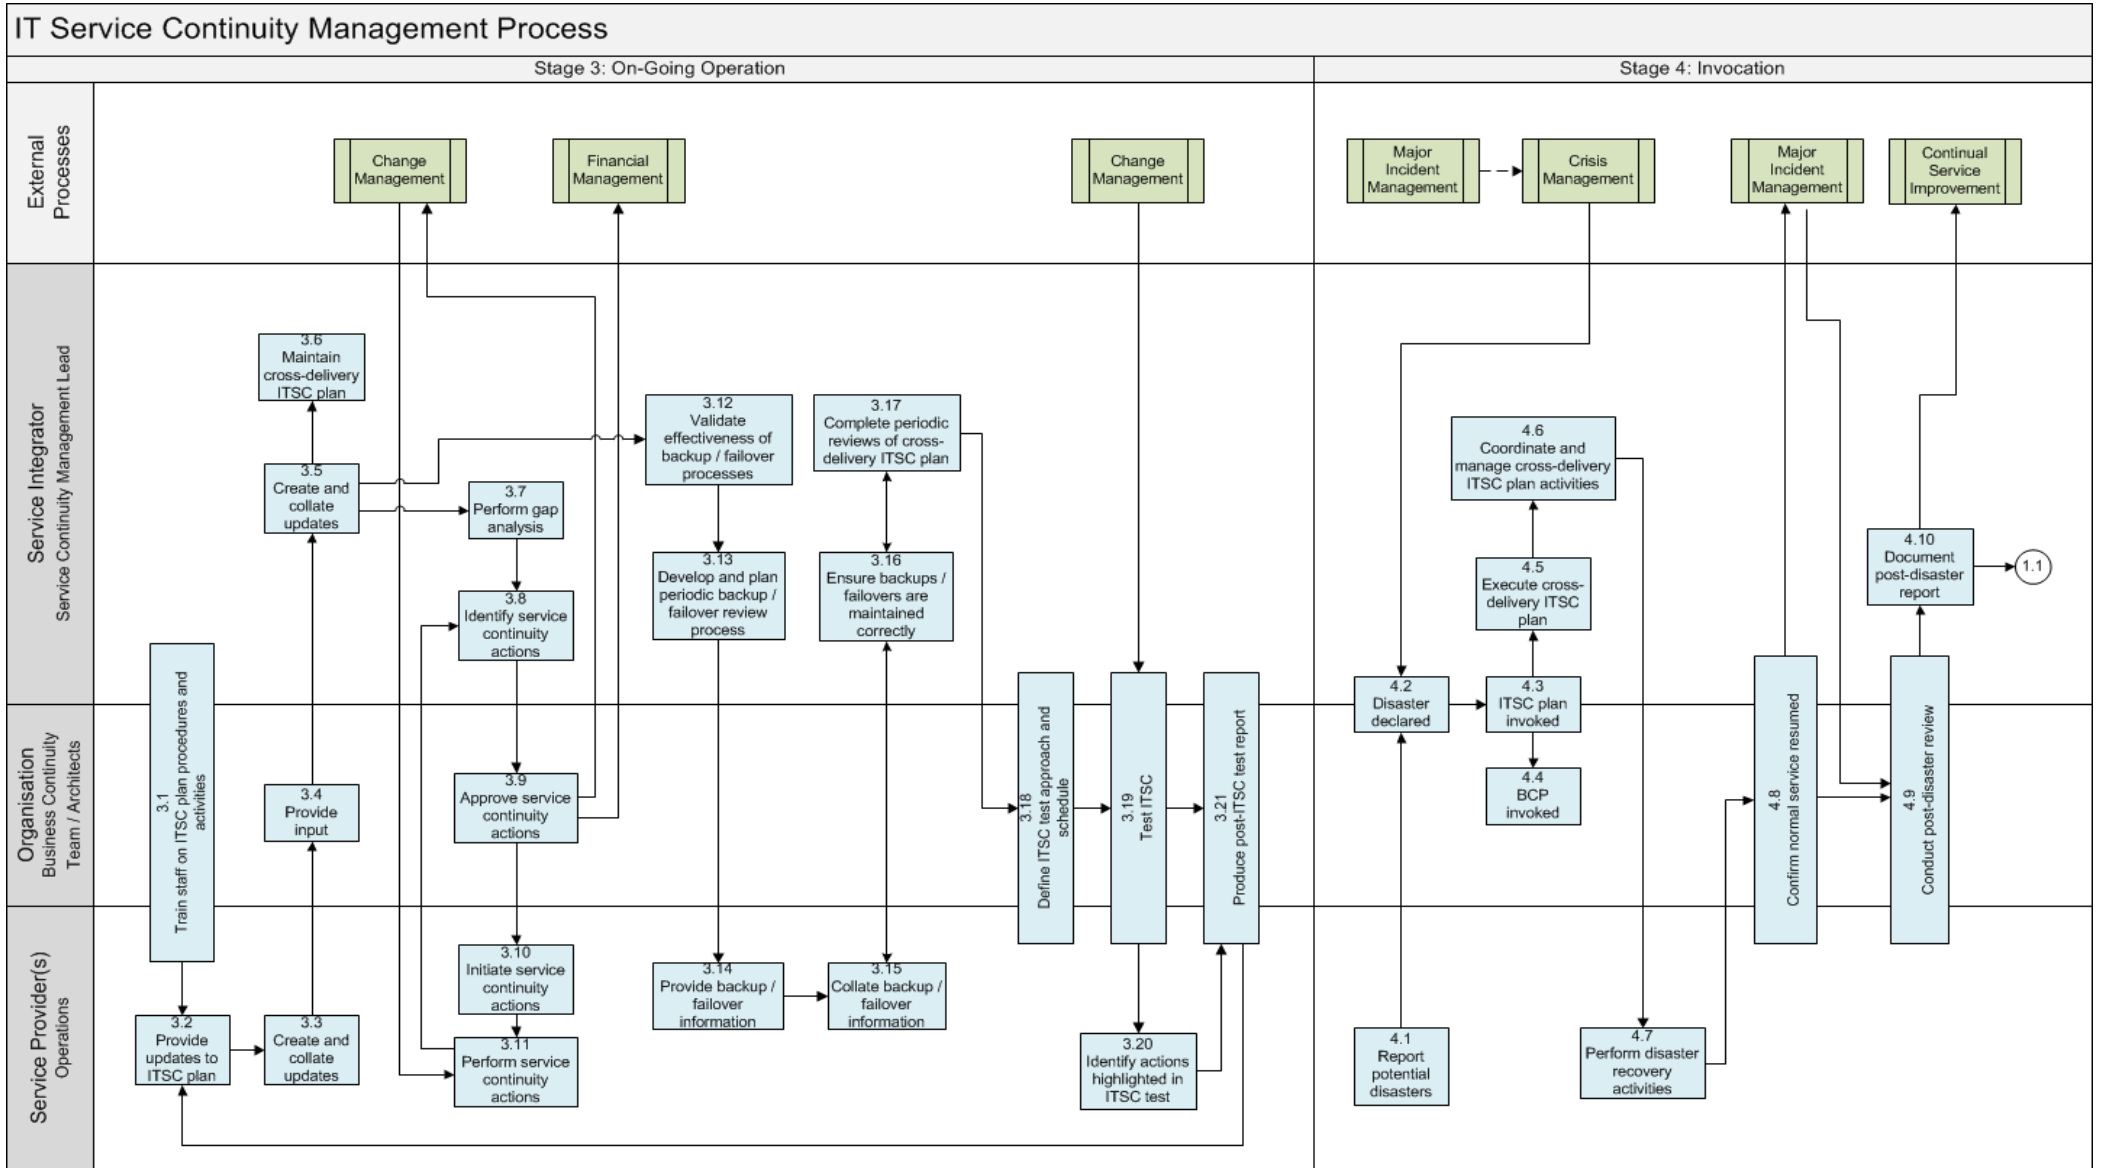 IT Service Continuity Management Process
Stage 3: On-Going Operation
Stage 4: Invocation
External
Processes
Change
Management
Financial
Management
Change
Management
Major
Incident
Management
Crisis
Management
Major
Incident
Management
Continual
Service
Improvement
Service Integrator
Service Continuity Management Lead
3.6
Maintain
cross-delivery
ITSC plan
3.5
Create and
collate
updates
3.7
Perform gap
analysis
3.8
Identify service
continuity
actions
3.12
Validate
effectiveness of
backup / failover
processes
3.13
Develop and plan
periodic backup /
failover review
process
3.17
Complete periodic
reviews of cross-
delivery ITSC plan
3.16
Ensure backups /
failovers are
maintained
correctly
4.6
Coordinate and
manage cross-delivery
ITSC plan activities
4.5
Execute cross-
delivery ITSC
plan
4.10
Document
post-disaster
report
1.1
Organisation
Business Continuity
Team / Architects
3.1
Train staff on ITSC plan procedures and
activities
3.4
Provide
input
3.9
Approve service
continuity
actions
3.18
Define ITSC test approach and
schedule
3.19
Test ITSC
3.21
Produce post-ITSC test report
4.2
Disaster
declared
4.3
ITSC plan
invoked
4.4
BCP
invoked
4.8
Confirm normal service resumed
4.9
Conduct post-disaster review
Service Provider(s)
Operations
3.2
Provide
updates to
ITSC plan
3.3
Create and
collate
updates
3.10
Initiate service
continuity
actions
3.11
Perform service
continuity
actions
3.14
Provide backup /
failover
information
3.15
Collate backup /
failover
information
3.20
Identify actions
highlighted in
ITSC test
4.1
Report
potential
disasters
4.7
Perform disaster
recovery
activities